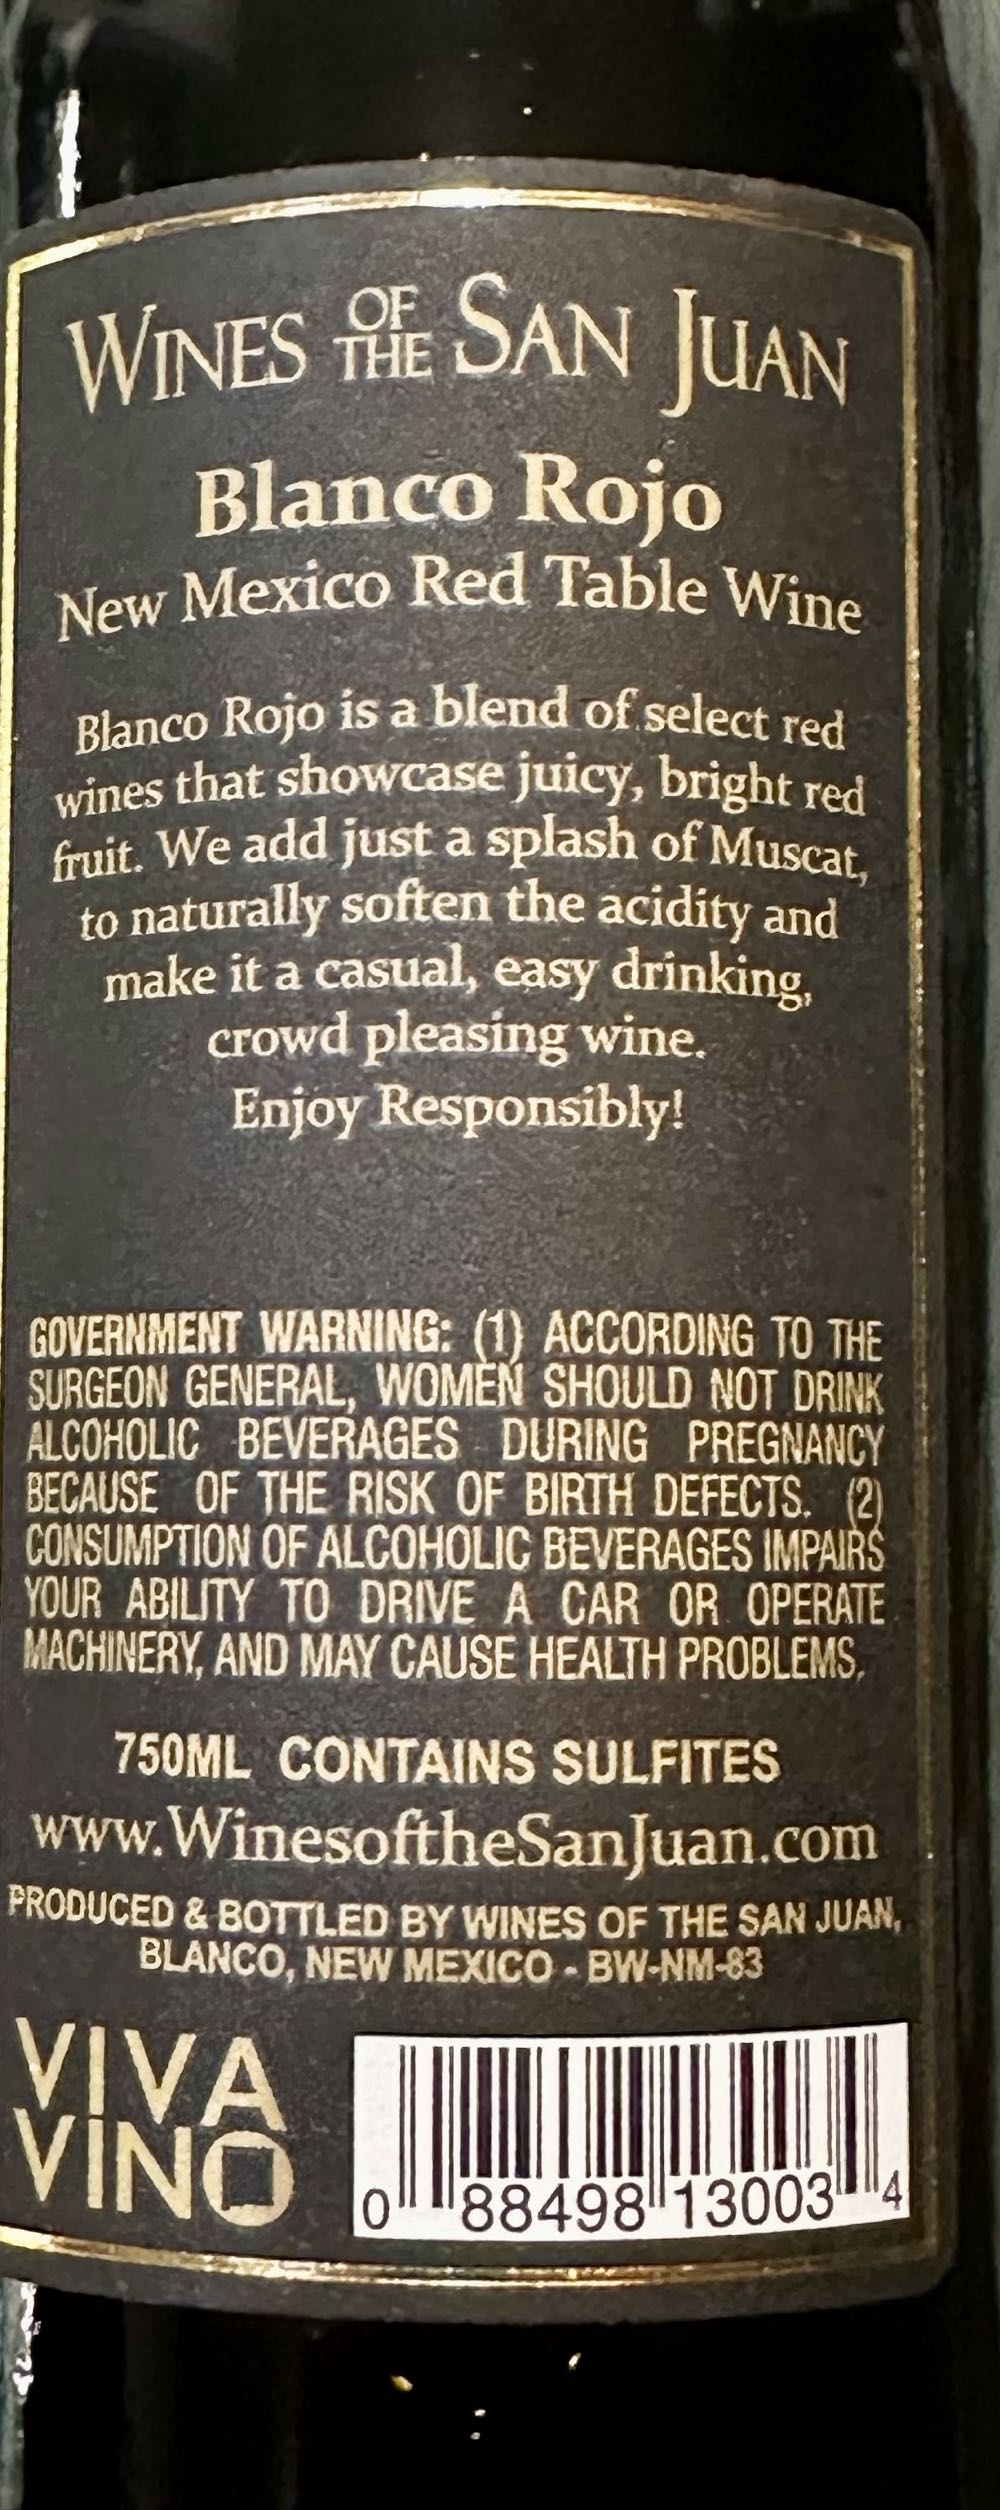 WINES OF THE SAN JUAN
Blanco Rojo
New Mexico Red Table Wine
Blanco Rojo is a blend of select red
wines that showcase juicy, bright red
fruit. We add just a splash of Muscat,
to naturally soften the acidity and
make it a casual, easy drinking,
crowd pleasing wine.
Enjoy Responsibly!
GOVERNMENT WARNING: (1) ACCORDING TO THE
SURGEON GENERAL, WOMEN SHOULD NOT DRINK
ALCOHOLIC BEVERAGES DURING PREGNANCY
BECAUSE OF THE RISK OF BIRTH DEFECTS. (2)
CONSUMPTION OF ALCOHOLIC BEVERAGES IMPAIRS
YOUR ABILITY TO DRIVE A CAR OR OPERATE
MACHINERY, AND MAY CAUSE HEALTH PROBLEMS.
750ML CONTAINS SULFITES
www.WinesoftheSanJuan.com
PRODUCED & BOTTLED BY WINES OF THE SAN JUAN,
BLANCO, NEW MEXICO - BW-NM-83
VIVA
VINO
0 88498 13003 4